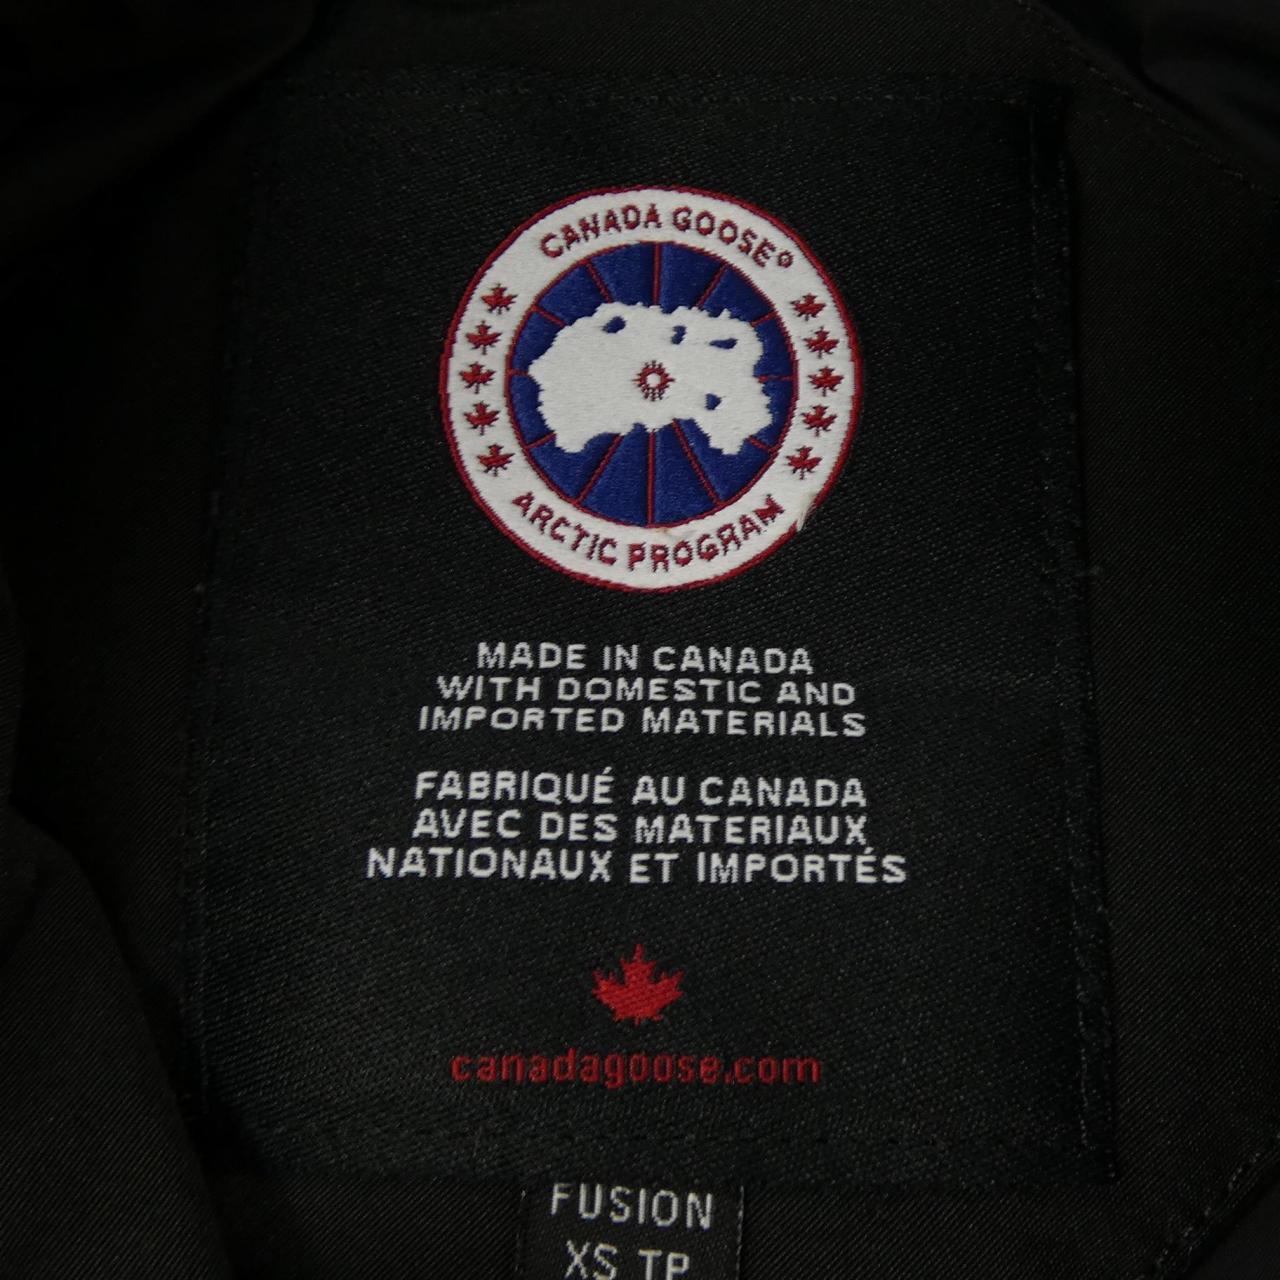 CANADA GOOSE®
ARCTIC PROGRAM
MADE IN CANADA
WITH DOMESTIC AND
IMPORTED MATERIALS
FABRIQUÉ AU CANADA
AVEC DES MATERIAUX
NATIONAUX ET IMPORTÉS
canadagoose.com
FUSION
XS TP